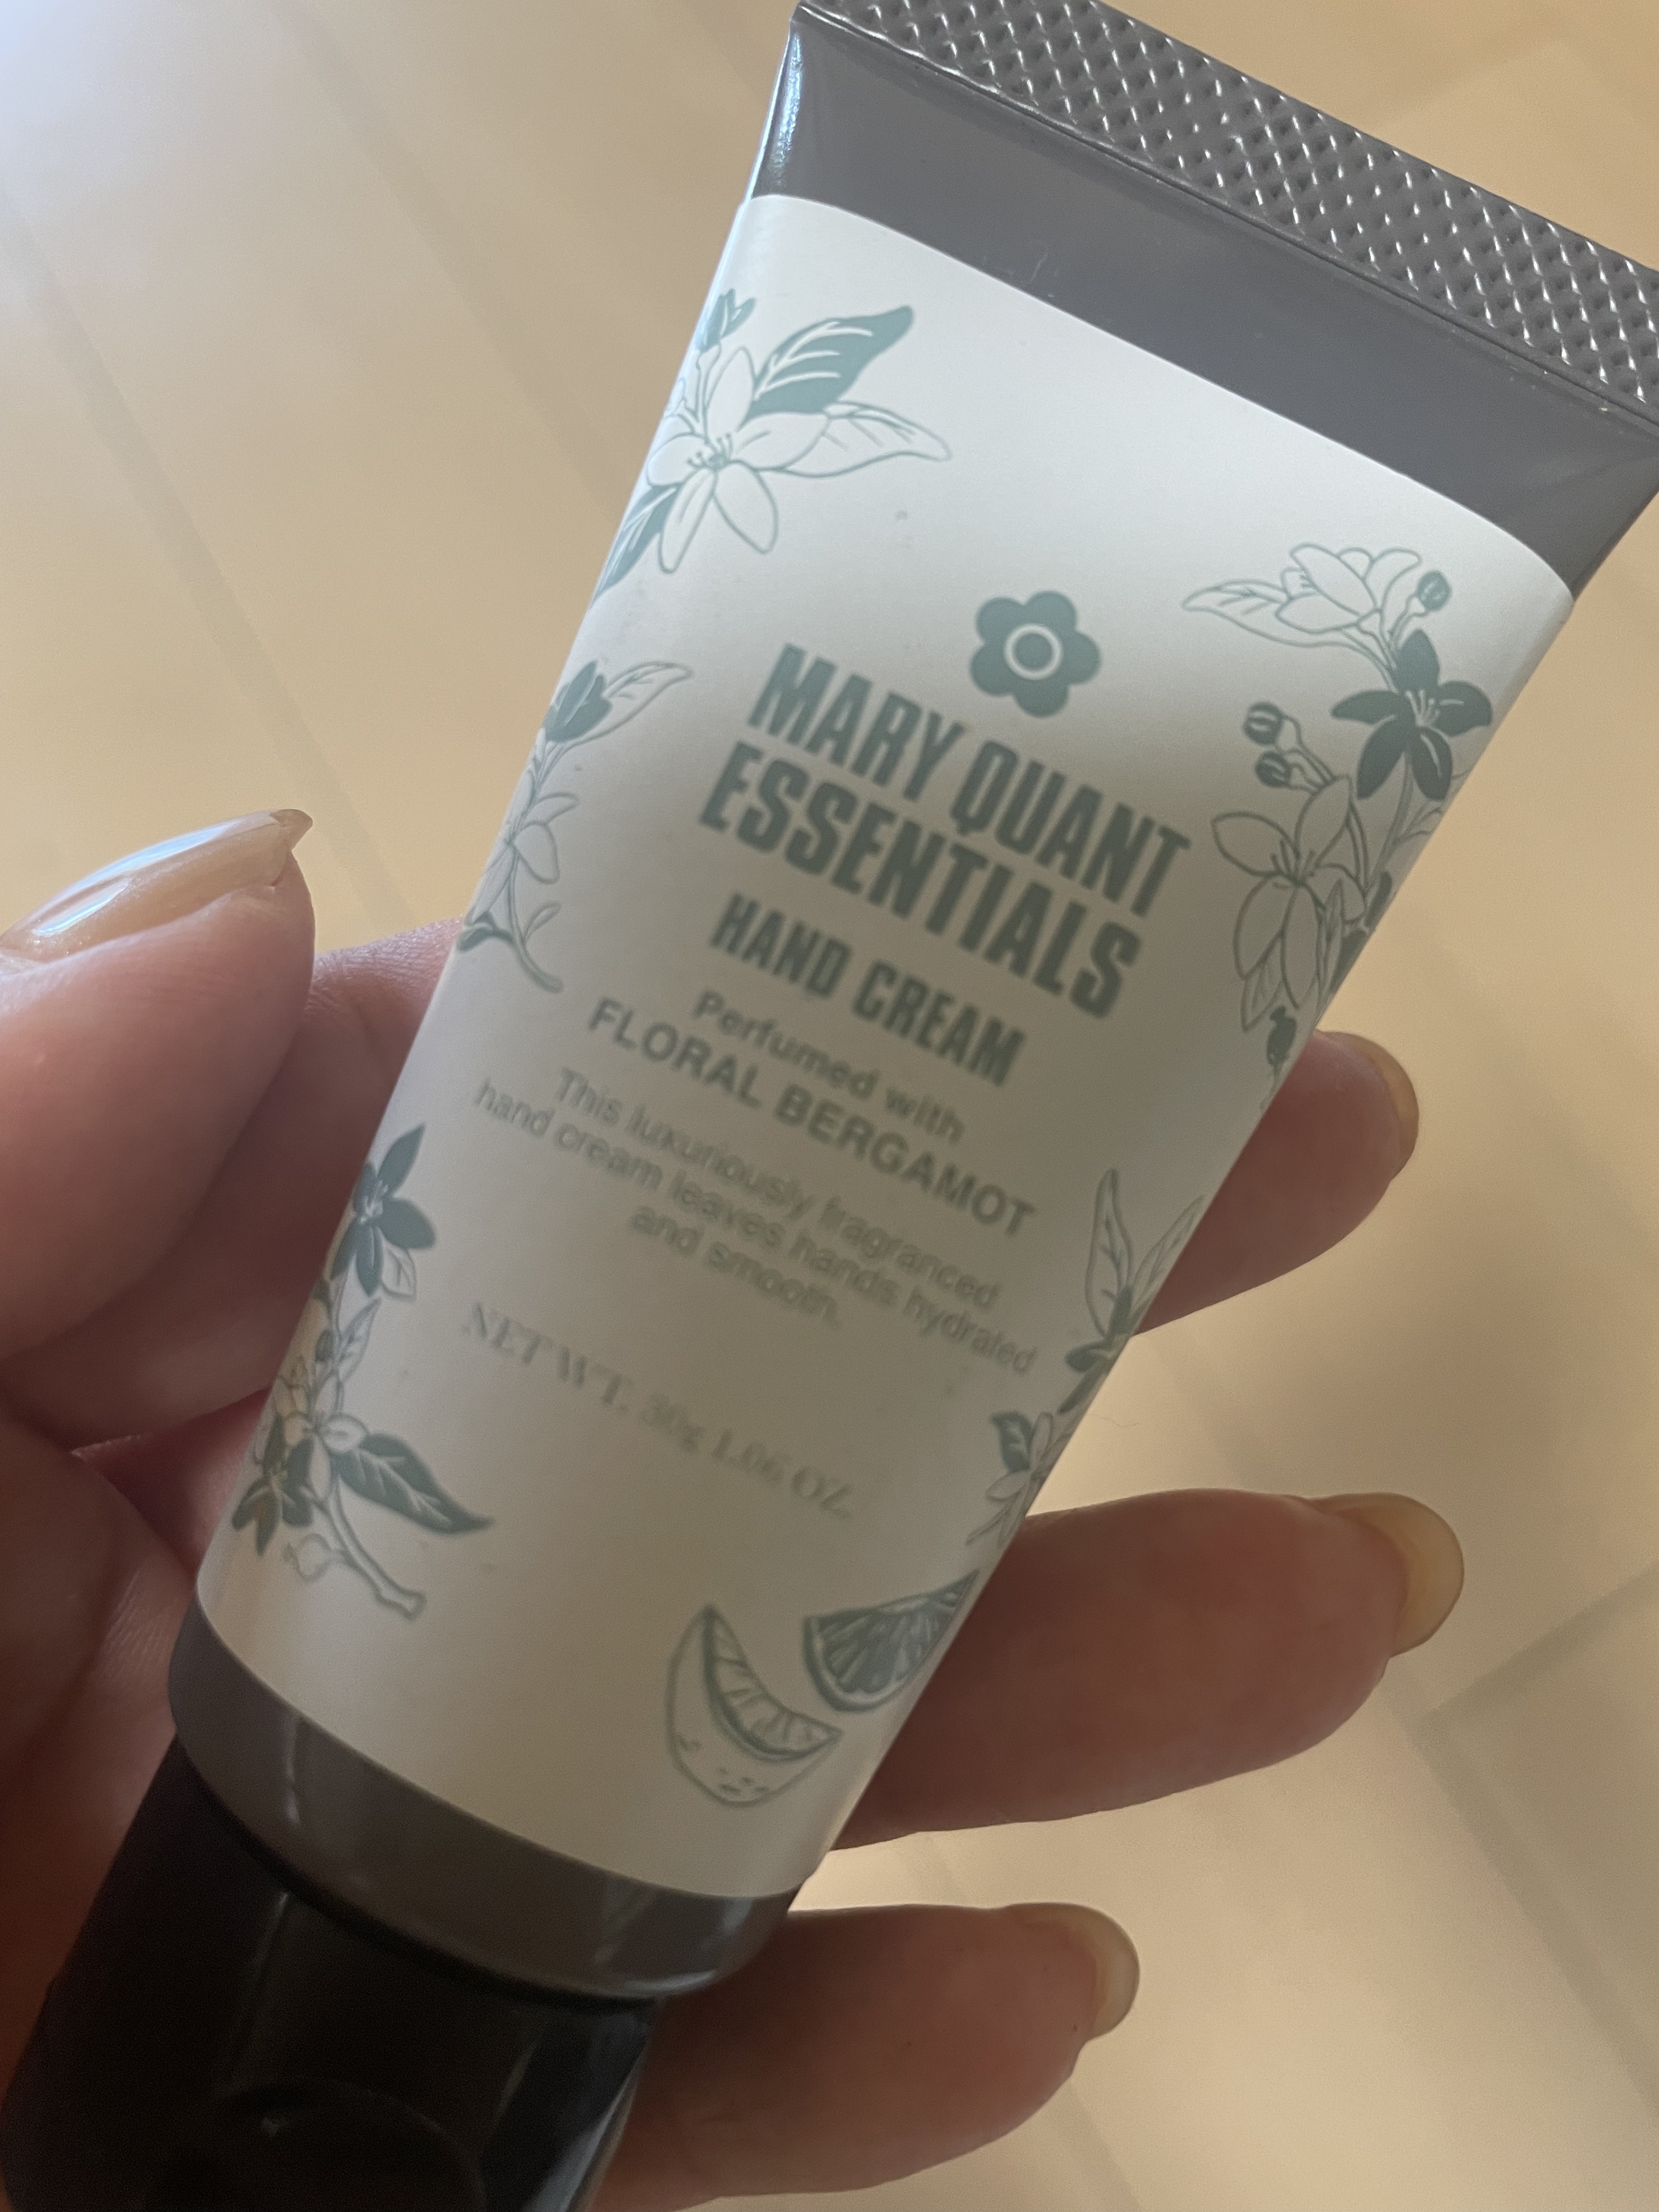 MARY QUANT
ESSENTIALS
HAND CREAM
Perfumed with
FLORAL BERGAMOT
This luxuriously fragranced
hand cream leaves hands hydrated
and smooth.
NET WT. 30g 1.06 OZ.